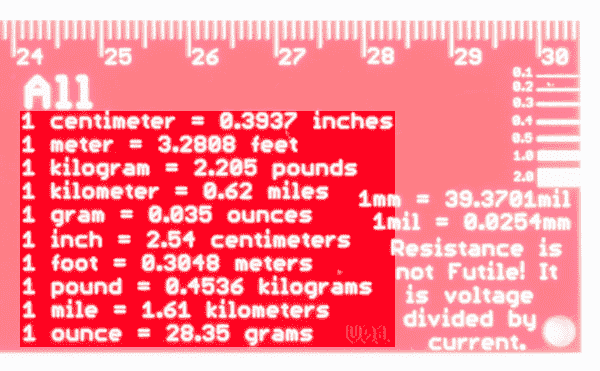 24 25 26 27 28 29 30
All
0.1
0.2
0.3
0.4
0.5
1.0
2.0
1 centimeter = 0.3937 inches
1 meter = 3.2808 feet
1 kilogram = 2.205 pounds
1 kilometer = 0.62 miles
1 gram = 0.035 ounces
1 inch = 2.54 centimeters
1 foot = 0.3048 meters
1 pound = 0.4536 kilograms
1 mile = 1.61 kilometers
1 ounce = 28.35 grams
1mm = 39.3701mil
1mil = 0.0254mm
Resistance is
not Futile! It
is voltage
divided by
current.
V01